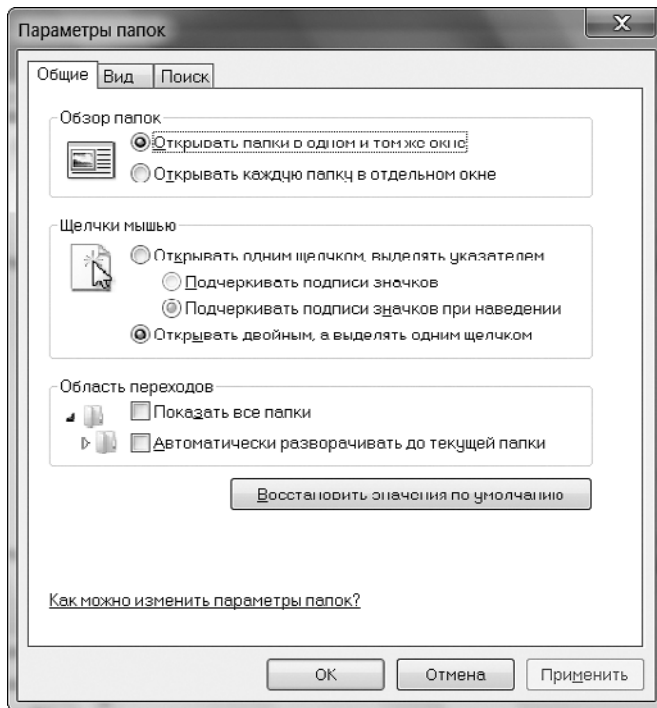 Параметры папок
Общие Вид Поиск
Обзор папок
Открывать папки в одном и том же окне
Открывать каждую папку в отдельном окне
Щелчки мышью
Открывать одним щелчком, выделять указателем
Подчеркивать подписи значков
Подчеркивать подписи значков при наведении
Открывать двойным, а выделять одним щелчком
Область переходов
Показать все папки
Автоматически разворачивать до текущей папки
Восстановить значения по умолчанию
Как можно изменить параметры папок?
ОК Отмена Применить